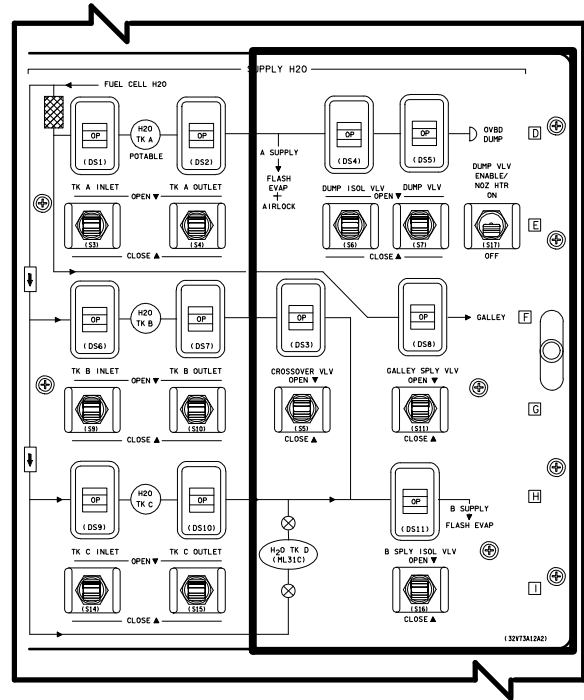 SUPPLY H2O
FUEL CELL H2O
OP
(DS1)
H2O
TK A
POTABLE
OP
(DS2)
A SUPPLY
FLASH
EVAP
+
AIRLOCK
OP
(DS4)
OP
(DS5)
OVBD
DUMP
D
TK A INLET
TK A OUTLET
OPEN ▼
(S3)
(S4)
CLOSE ▲
DUMP ISOL VLV
DUMP VLV
OPEN ▼
(S6)
(S7)
CLOSE ▲
DUMP VLV
ENABLE/
NOZ HTR
ON
(S17)
OFF
E
OP
(DS6)
H2O
TK B
OP
(DS7)
OP
(DS3)
OP
(DS8)
GALLEY
F
TK B INLET
TK B OUTLET
OPEN ▼
(S9)
(S10)
CLOSE ▲
CROSSOVER VLV
OPEN ▼
(S5)
CLOSE ▲
GALLEY SPLY VLV
OPEN ▼
(S11)
CLOSE ▲
G
OP
(DS9)
H2O
TK C
OP
(DS10)
OP
(DS11)
B SUPPLY
FLASH EVAP
H
TK C INLET
TK C OUTLET
OPEN ▼
(S14)
(S15)
CLOSE ▲
H2O TK D
(ML31C)
B SPLY ISOL VLV
OPEN ▼
(S16)
CLOSE ▲
I
(32V73A12A2)